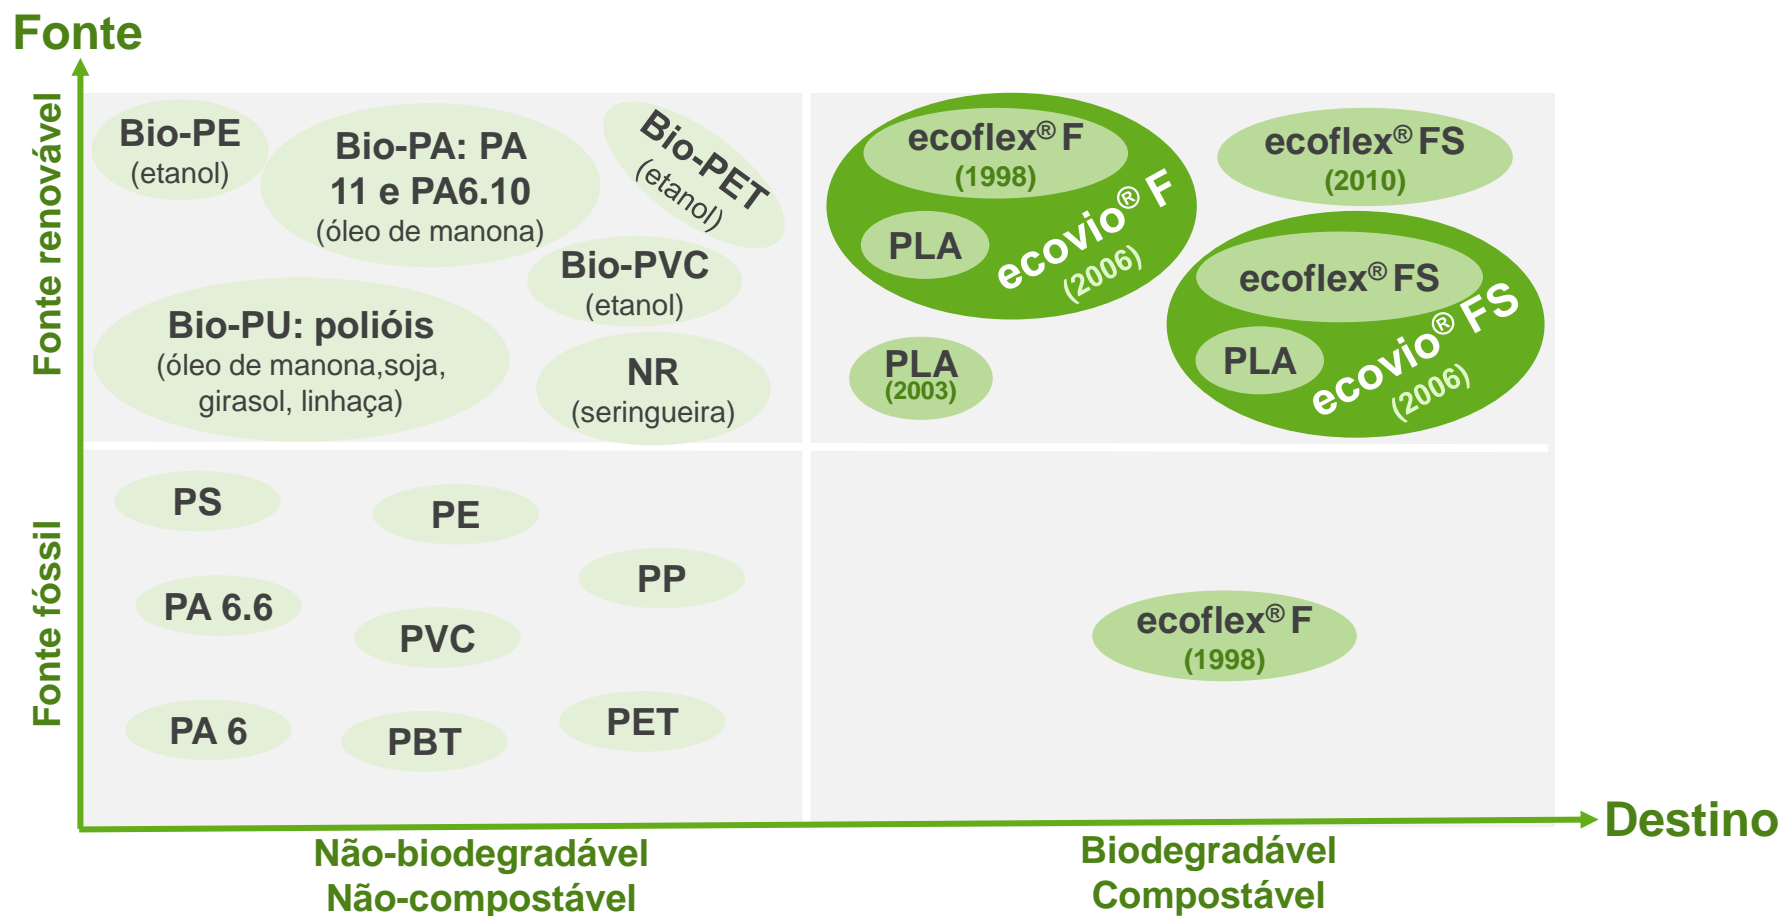 Fonte
Fonte renovável
Bio-PE
(etanol)
Bio-PA: PA
11 e PA6.10
(óleo de manona)
Bio-PET
(etanol)
Bio-PVC
(etanol)
Bio-PU: polióis
(óleo de manona,soja,
girasol, linhaça)
NR
(seringueira)
ecoflex® F
(1998)
PLA
ecovio® F
(2006)
ecoflex® FS
(2010)
ecoflex® FS
PLA
ecovio® FS
(2006)
PLA
(2003)
Fonte fóssil
PS
PE
PP
PA 6.6
PVC
PA 6
PBT
PET
ecoflex® F
(1998)
Destino
Não-biodegradável
Não-compostável
Biodegradável
Compostável